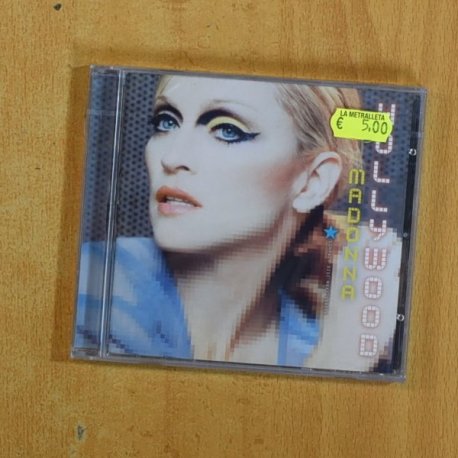 LA METRALLETA
€ 5,00
MADONNA
HOLLYWOOD